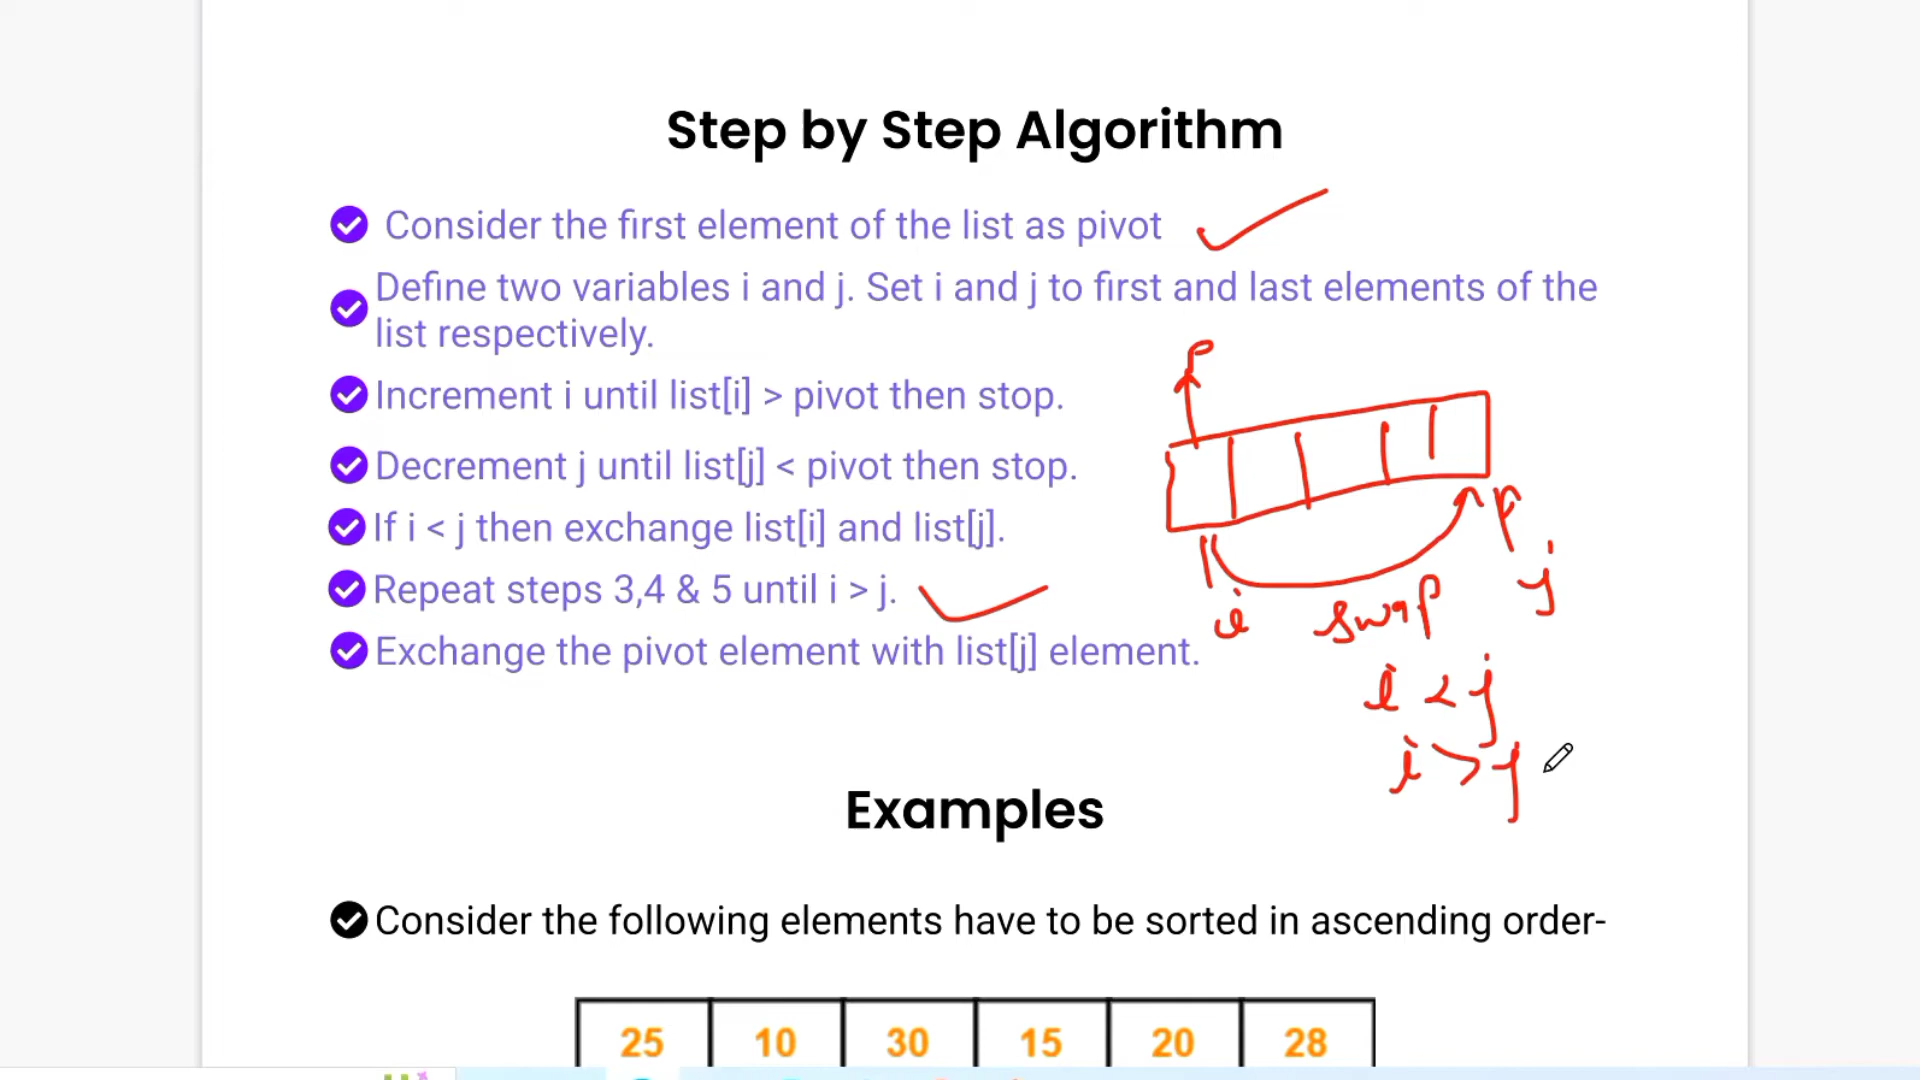 Step by Step Algorithm
Consider the first element of the list as pivot
Define two variables i and j. Set i and j to first and last elements of the
list respectively.
Increment i until list[i] > pivot then stop.
Decrement j until list[j] < pivot then stop.
If i < j then exchange list[i] and list[j].
Repeat steps 3,4 & 5 until i > j.
Exchange the pivot element with list[j] element.
P
P
j
i
swap
i < j
i > j
Examples
Consider the following elements have to be sorted in ascending order-
25 10 30 15 20 28